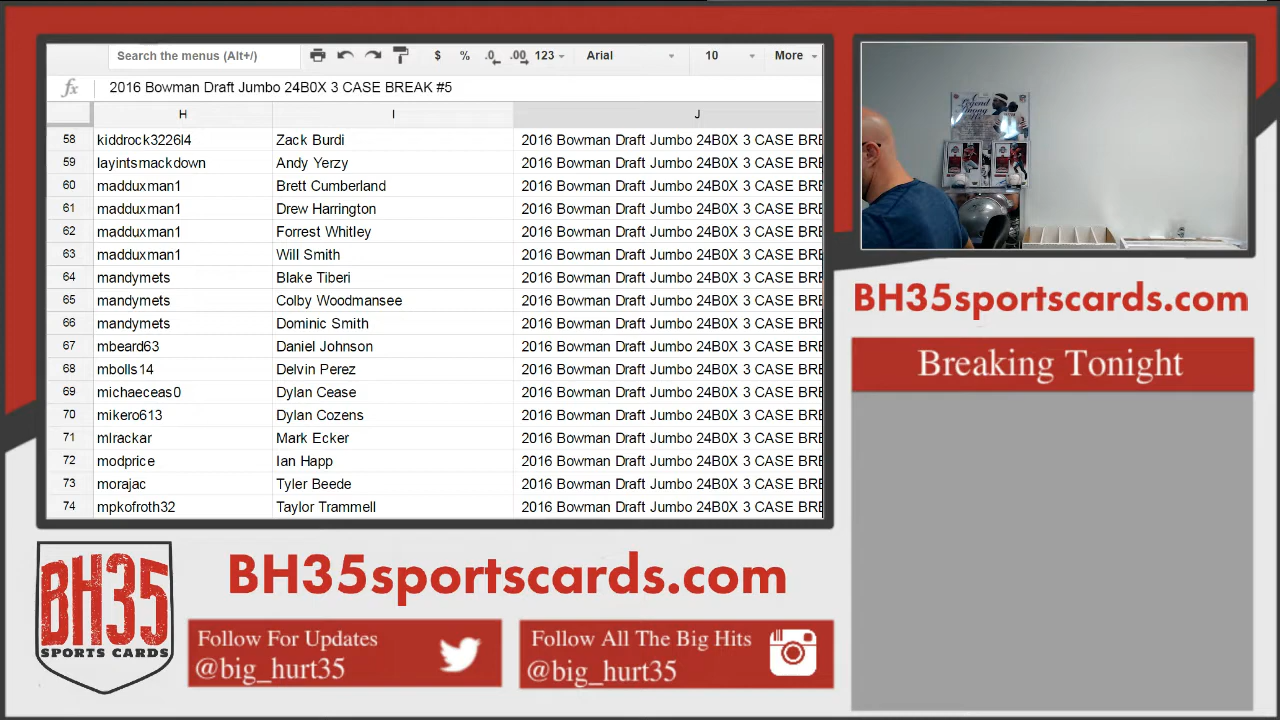 Search the menus (Alt+/) $ % .0 .00 123 Arial 10 More
fx 2016 Bowman Draft Jumbo 24B0X 3 CASE BREAK #5
H I J
58 kiddrock3226l4 Zack Burdi 2016 Bowman Draft Jumbo 24B0X 3 CASE BRE
59 layintsmackdown Andy Yerzy 2016 Bowman Draft Jumbo 24B0X 3 CASE BRE
60 madduxman1 Brett Cumberland 2016 Bowman Draft Jumbo 24B0X 3 CASE BRE
61 madduxman1 Drew Harrington 2016 Bowman Draft Jumbo 24B0X 3 CASE BRE
62 madduxman1 Forrest Whitley 2016 Bowman Draft Jumbo 24B0X 3 CASE BRE
63 madduxman1 Will Smith 2016 Bowman Draft Jumbo 24B0X 3 CASE BRE
64 mandymets Blake Tiberi 2016 Bowman Draft Jumbo 24B0X 3 CASE BRE
65 mandymets Colby Woodmansee 2016 Bowman Draft Jumbo 24B0X 3 CASE BRE
66 mandymets Dominic Smith 2016 Bowman Draft Jumbo 24B0X 3 CASE BRE
67 mbeard63 Daniel Johnson 2016 Bowman Draft Jumbo 24B0X 3 CASE BRE
68 mbolls14 Delvin Perez 2016 Bowman Draft Jumbo 24B0X 3 CASE BRE
69 michaeceas0 Dylan Cease 2016 Bowman Draft Jumbo 24B0X 3 CASE BRE
70 mikero613 Dylan Cozens 2016 Bowman Draft Jumbo 24B0X 3 CASE BRE
71 mlrackar Mark Ecker 2016 Bowman Draft Jumbo 24B0X 3 CASE BRE
72 modprice Ian Happ 2016 Bowman Draft Jumbo 24B0X 3 CASE BRE
73 morajac Tyler Beede 2016 Bowman Draft Jumbo 24B0X 3 CASE BRE
74 mpkofroth32 Taylor Trammell 2016 Bowman Draft Jumbo 24B0X 3 CASE BRE
BH35sportscards.com
Breaking Tonight
BH35
SPORTS CARDS
BH35sportscards.com
Follow For Updates
@big_hurt35
Follow All The Big Hits
@big_hurt35